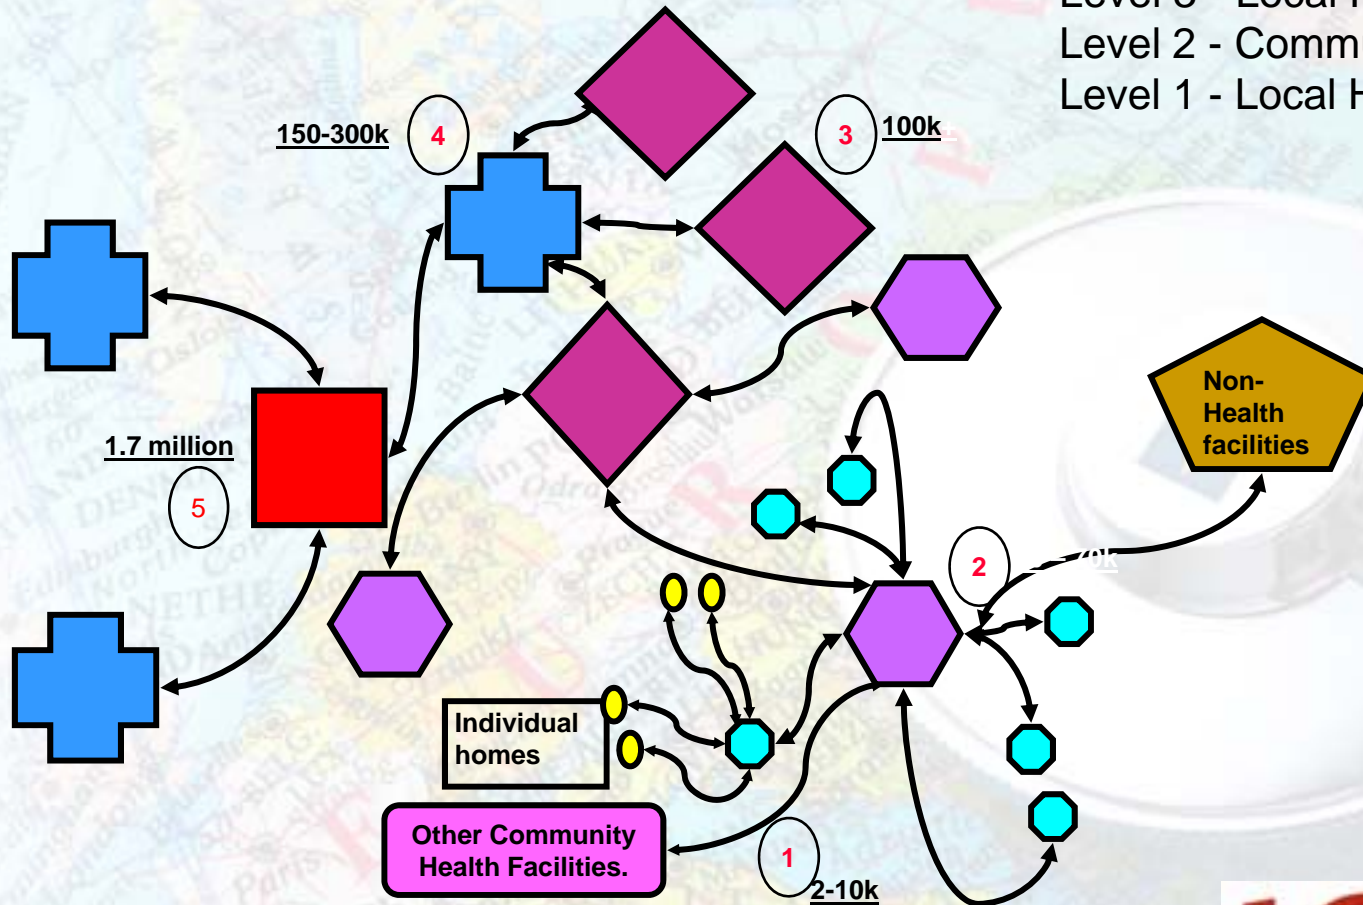 Level 2 - Comm
Level 1 - Local H
150-300k
4
3
100k
1.7 million
5
Non-
Health
facilities
2
Individual
homes
Other Community
Health Facilities.
1
2-10k